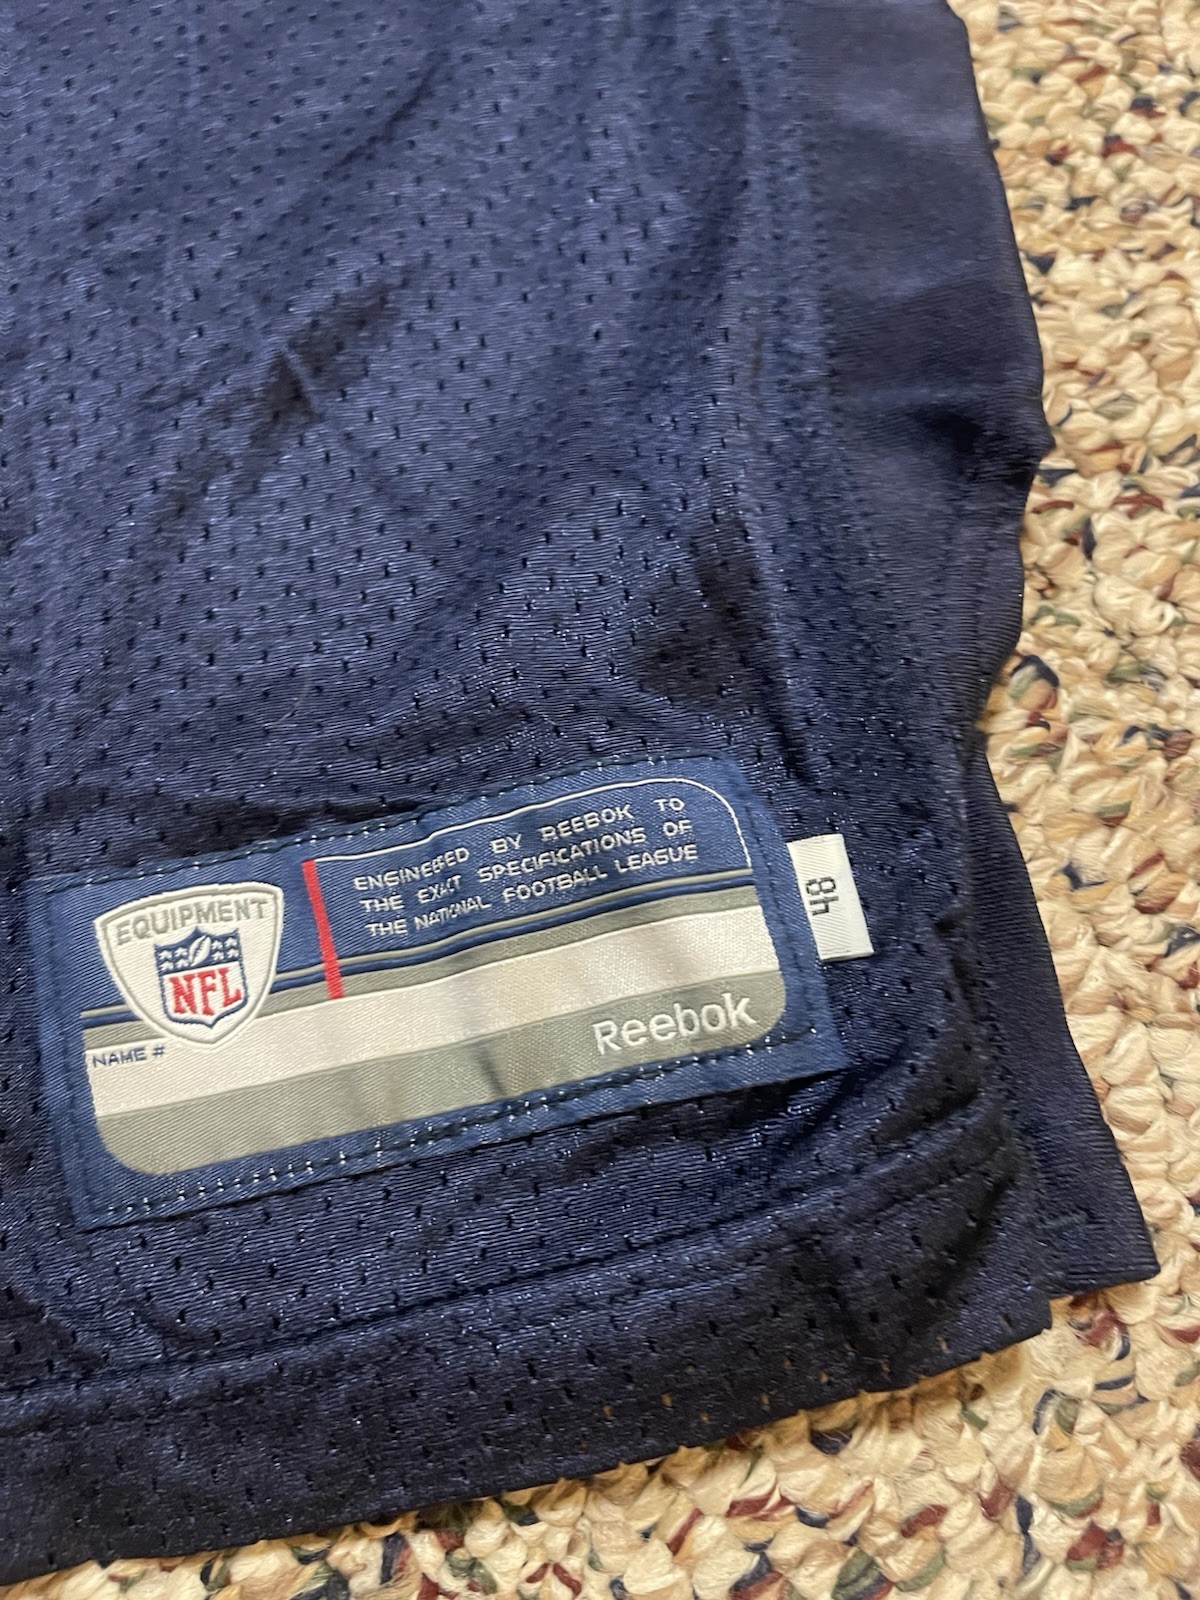 ENGINEERED BY REEBOK TO
THE EXACT SPECIFICATIONS OF
THE NATIONAL FOOTBALL LEAGUE
EQUIPMENT
NFL
NAME #
Reebok
48